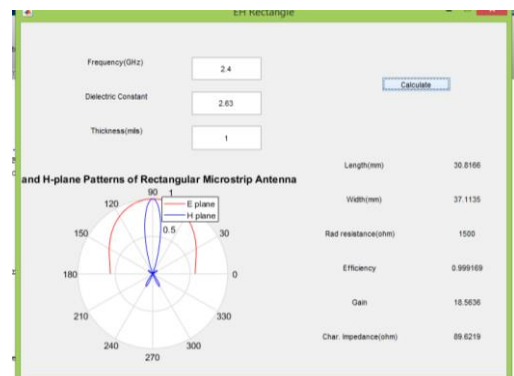 EH Rectangle
Frequency(GHz) 2.4
Dielectric Constant 2.63
Thickness(mils) 1
Calculate
and H-plane Patterns of Rectangular Microstrip Antenna
90 1
120
E plane
H plane
150 0.5 30
180 0
210 330
240 300
270
Length(mm) 30.8166
Width(mm) 37.1135
Rad resistance(ohm) 1500
Efficiency 0.999169
Gain 18.5636
Char. Impedance(ohm) 89.6219